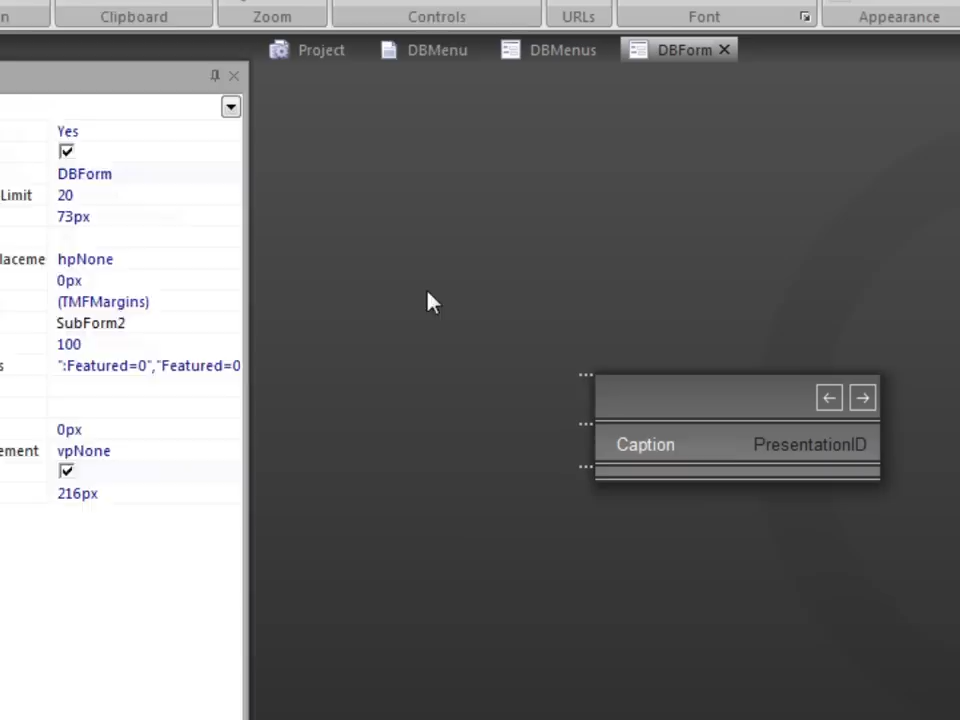 n Clipboard Zoom Controls URLs Font Appearance
Project DBMenu DBMenus DBForm
Yes
DBForm
Limit 20
73px
laceme hpNone
0px
(TMFMargins)
SubForm2
100
s ":Featured=0","Featured=0
0px
ement vpNone
216px
Caption PresentationID